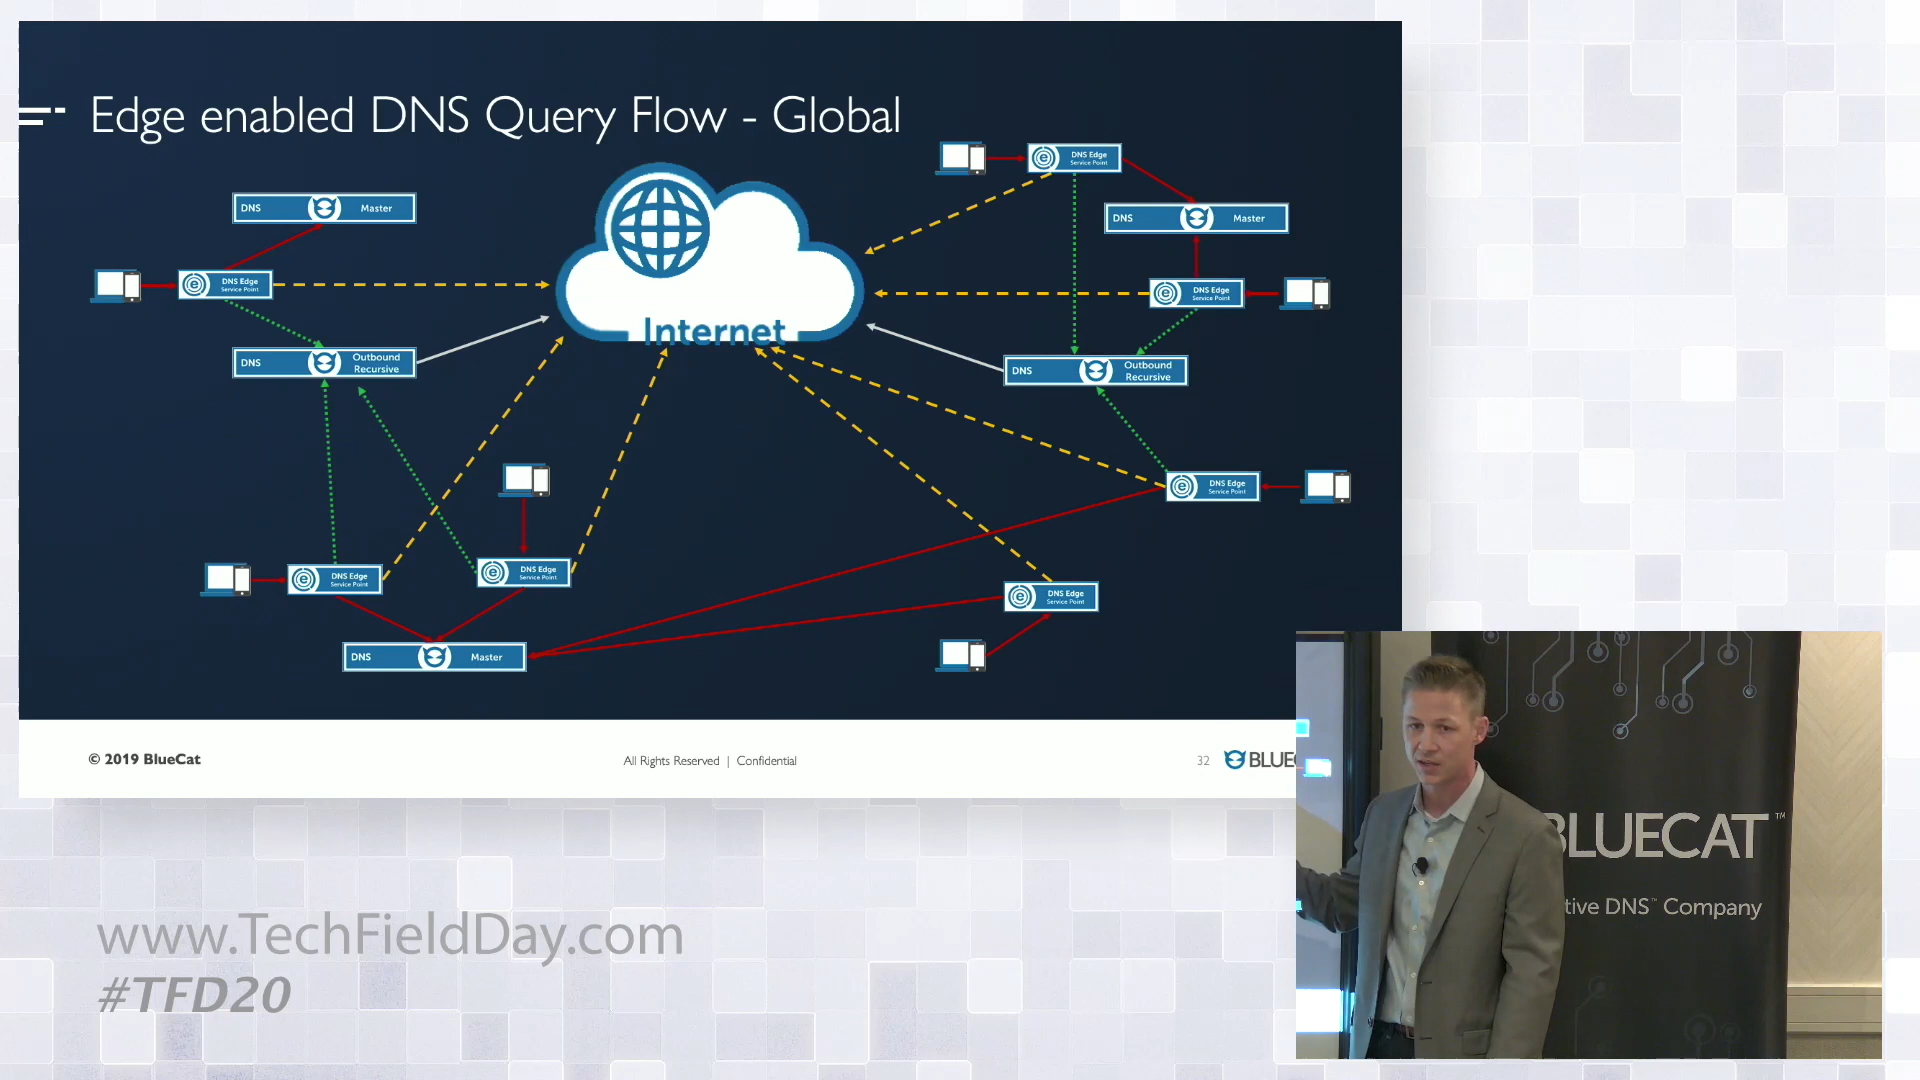 Edge enabled DNS Query Flow - Global
DNS Edge
Service Point
DNS Master
DNS Master
DNS Edge
Service Point
DNS Edge
Service Point
Internet
DNS Outbound
Recursive
DNS Outbound
Recursive
DNS Edge
Service Point
DNS Edge
Service Point
DNS Edge
Service Point
DNS Edge
Service Point
DNS Master
© 2019 BlueCat
All Rights Reserved | Confidential
32
BLUE
BLUECAT™
tive DNS™ Company
www.TechFieldDay.com
#TFD20